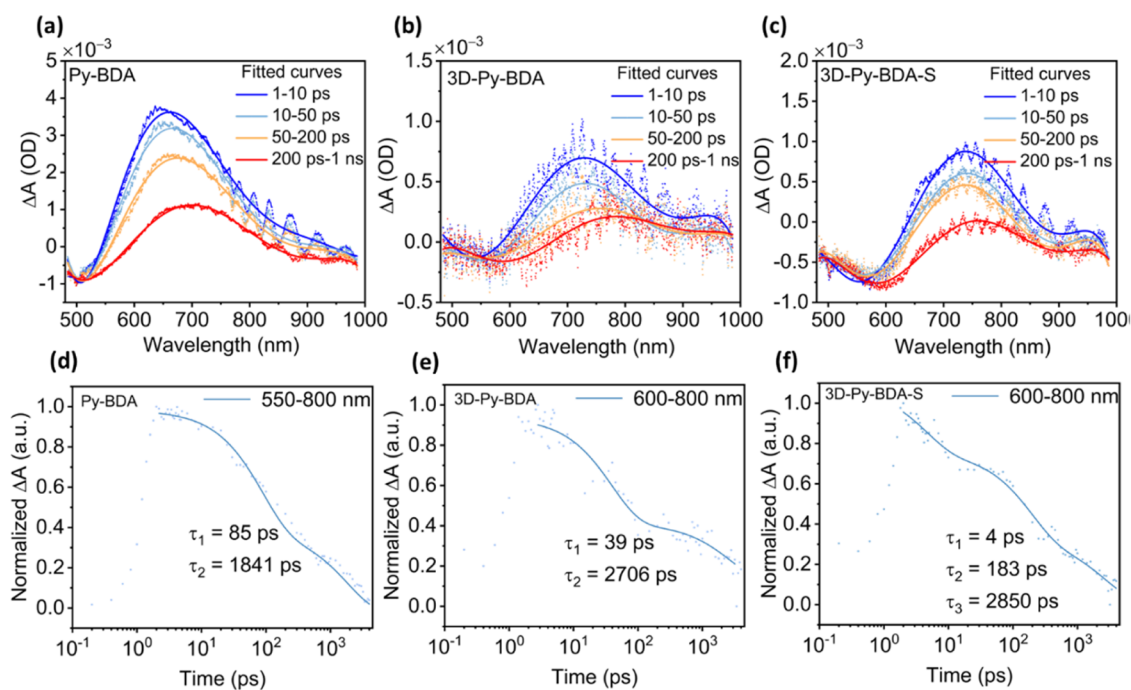 (a)
×10⁻³
5
4
3
2
1
0
-1
ΔA (OD)
Py-BDA
Fitted curves
1-10 ps
10-50 ps
50-200 ps
200 ps-1 ns
500 600 700 800 900 1000
Wavelength (nm)
(b)
×10⁻³
1.5
1.0
0.5
0.0
-0.5
ΔA (OD)
3D-Py-BDA
Fitted curves
1-10 ps
10-50 ps
50-200 ps
200 ps-1 ns
500 600 700 800 900 1000
Wavelength (nm)
(c)
×10⁻³
2.0
1.5
1.0
0.5
0.0
-0.5
-1.0
ΔA (OD)
3D-Py-BDA-S
Fitted curves
1-10 ps
10-50 ps
50-200 ps
200 ps-1 ns
500 600 700 800 900 1000
Wavelength (nm)
(d)
1.0
0.8
0.6
0.4
0.2
0.0
Normalized ΔA (a.u.)
Py-BDA
550-800 nm
τ₁ = 85 ps
τ₂ = 1841 ps
10⁻¹ 10⁰ 10¹ 10² 10³
Time (ps)
(e)
1.0
0.8
0.6
0.4
0.2
0.0
Normalized ΔA (a.u.)
3D-Py-BDA
600-800 nm
τ₁ = 39 ps
τ₂ = 2706 ps
10⁻¹ 10⁰ 10¹ 10² 10³
Time (ps)
(f)
1.0
0.8
0.6
0.4
0.2
0.0
Normalized ΔA (a.u.)
3D-Py-BDA-S
600-800 nm
τ₁ = 4 ps
τ₂ = 183 ps
τ₃ = 2850 ps
10⁻¹ 10⁰ 10¹ 10² 10³
Time (ps)